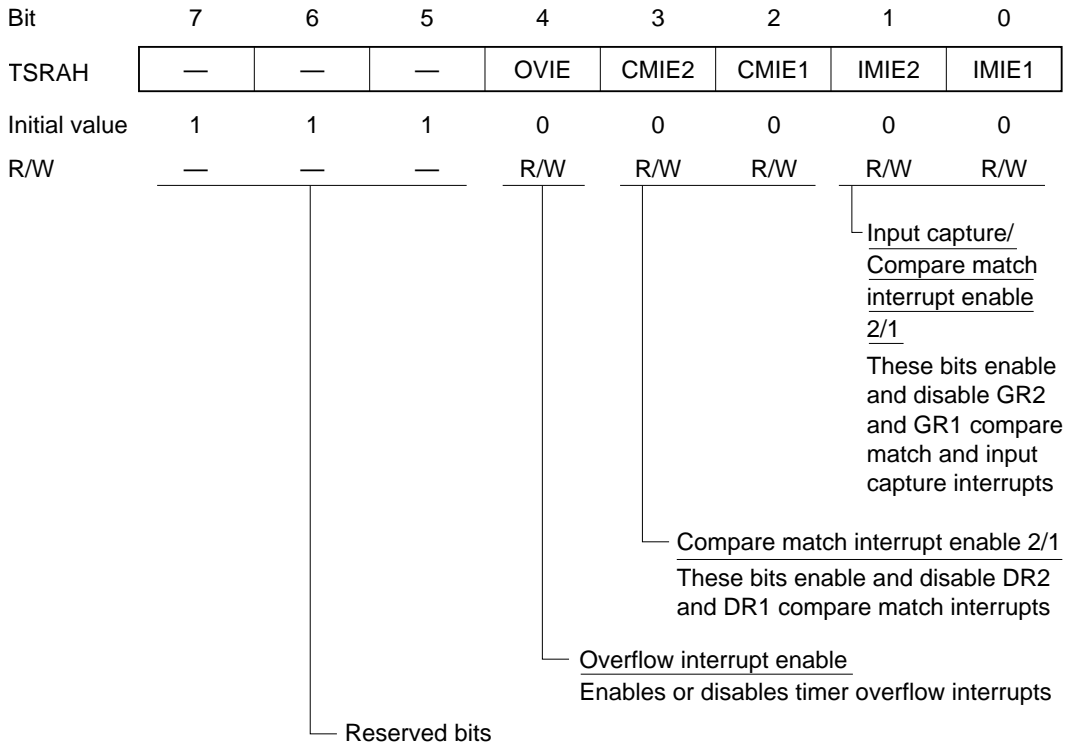 Bit 7 6 5 4 3 2 1 0
TSRAH — — — OVIE CMIE2 CMIE1 IMIE2 IMIE1
Initial value 1 1 1 0 0 0 0 0
R/W — — — R/W R/W R/W R/W R/W
Input capture/
Compare match
interrupt enable
2/1
These bits enable
and disable GR2
and GR1 compare
match and input
capture interrupts
Compare match interrupt enable 2/1
These bits enable and disable DR2
and DR1 compare match interrupts
Overflow interrupt enable
Enables or disables timer overflow interrupts
Reserved bits